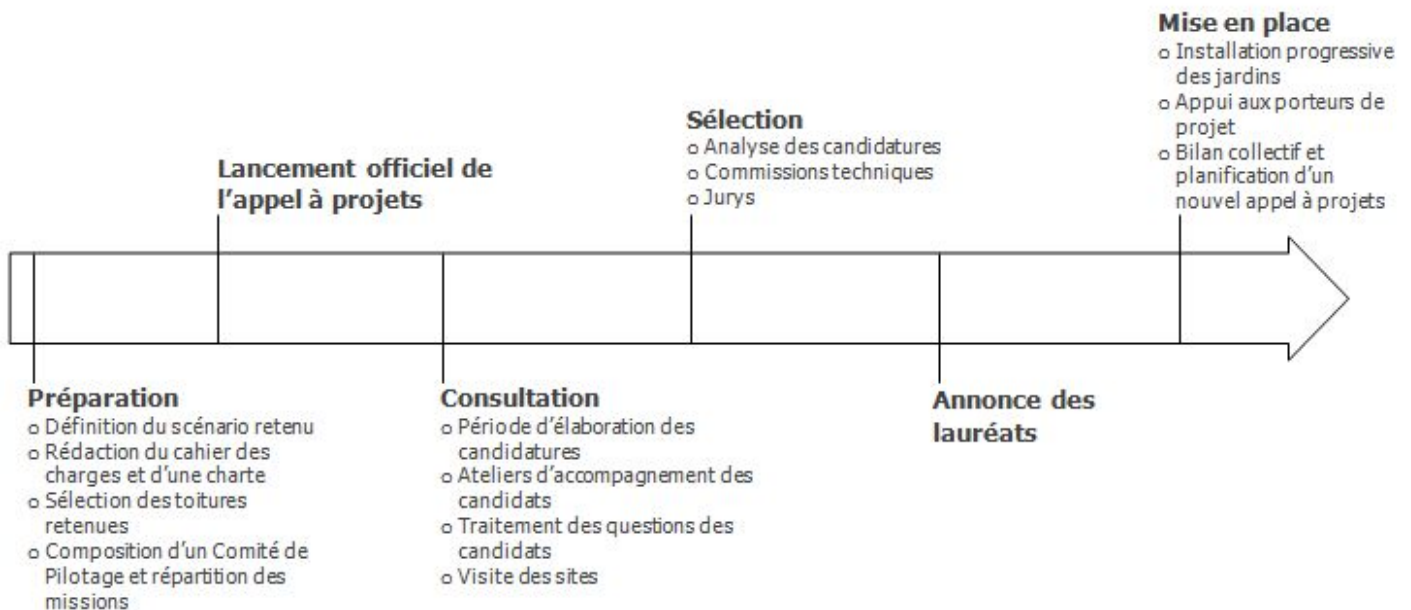 Mise en place
o Installation progressive
des jardins
o Appui aux porteurs de
projet
o Bilan collectif et
planification d'un
nouvel appel à projets
Sélection
o Analyse des candidatures
o Commissions techniques
o Jurys
Lancement officiel de
l'appel à projets
Préparation
o Définition du scénario retenu
o Rédaction du cahier des
charges et d'une charte
o Sélection des toitures
retenues
o Composition d'un Comité de
Pilotage et répartition des
missions
Consultation
o Période d'élaboration des
candidatures
o Ateliers d'accompagnement des
candidats
o Traitement des questions des
candidats
o Visite des sites
Annonce des
lauréats